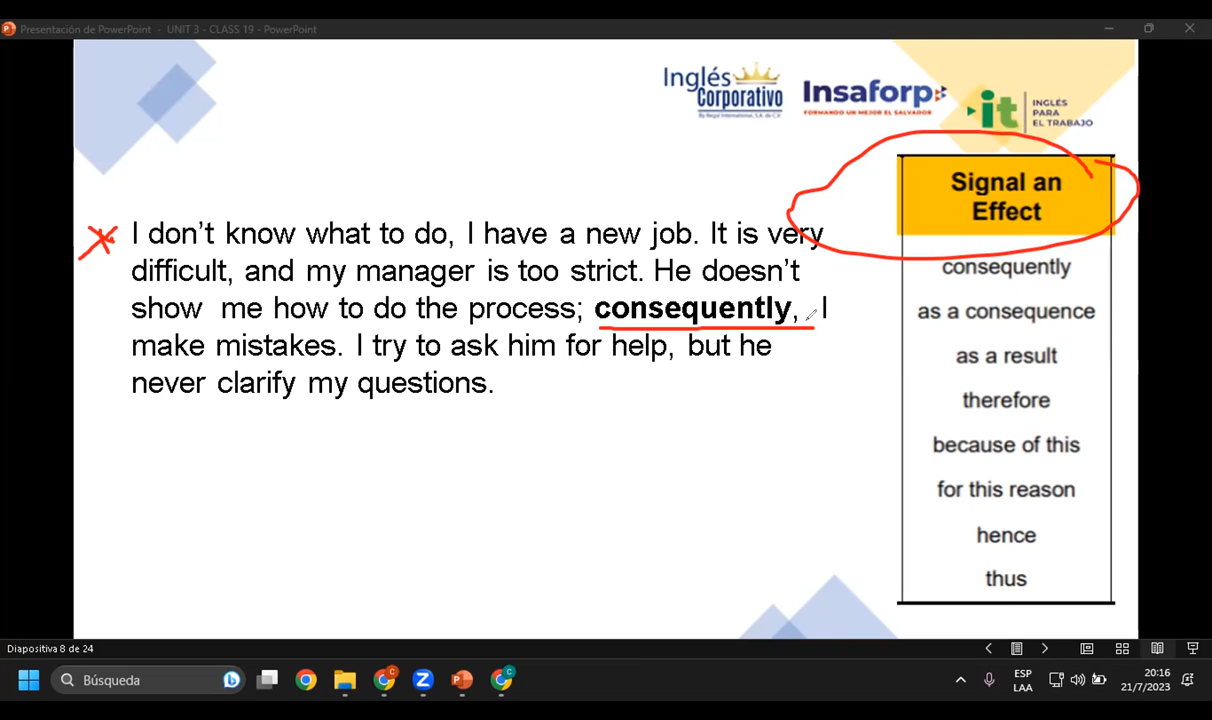 Presentación de PowerPoint - UNIT 3 - CLASS 19 - PowerPoint
Inglés
Corporativo
By Regal International, S.A. de C.V.
Insaforp
FORMANDO UN MEJOR EL SALVADOR
it
INGLÉS
PARA
EL TRABAJO
I don't know what to do, I have a new job. It is very
difficult, and my manager is too strict. He doesn't
show me how to do the process; consequently, I
make mistakes. I try to ask him for help, but he
never clarify my questions.
Signal an
Effect
consequently
as a consequence
as a result
therefore
because of this
for this reason
hence
thus
Diapositiva 8 de 24
Búsqueda
ESP
LAA
20:16
21/7/2023